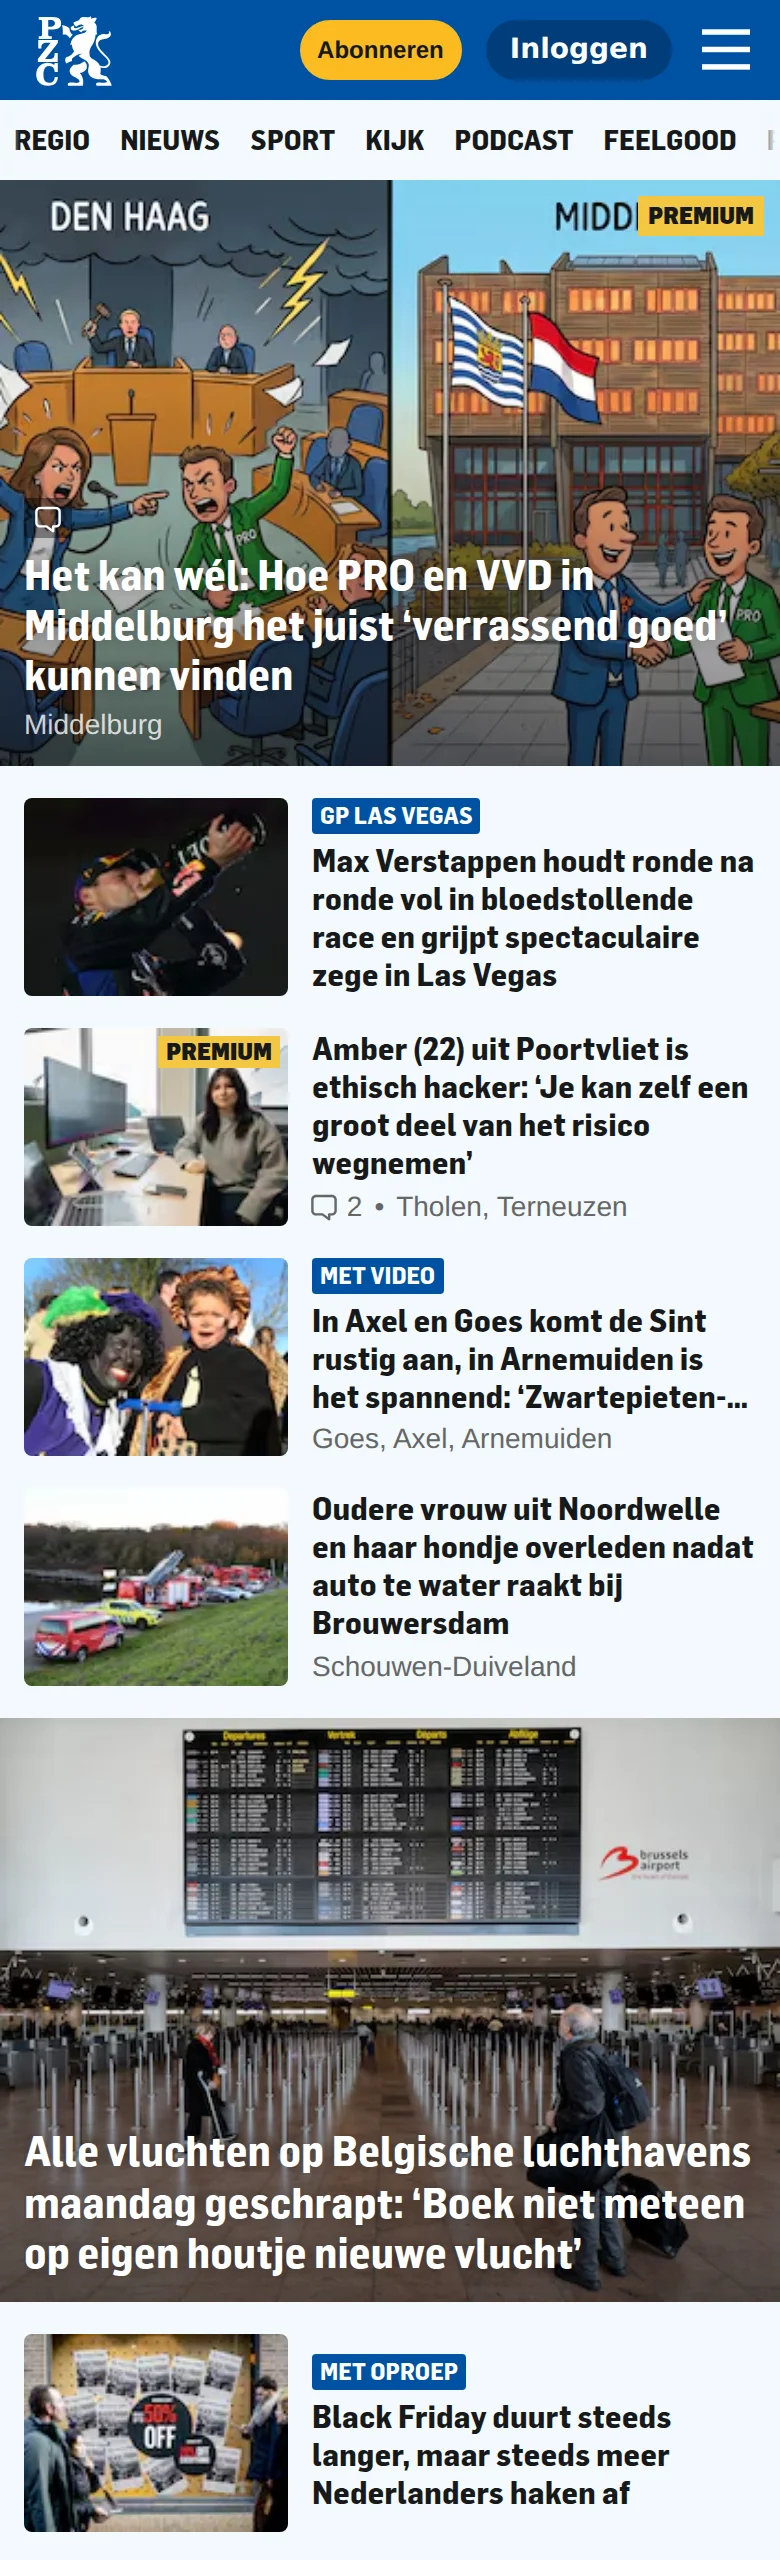 PZC
Abonneren
Inloggen
REGIO NIEUWS SPORT KIJK PODCAST FEELGOOD
DEN HAAG
PREMIUM
PRO
PRO
Het kan wél: Hoe PRO en VVD in
Middelburg het juist ‘verrassend goed’
kunnen vinden
Middelburg
GP LAS VEGAS
Max Verstappen houdt ronde na
ronde vol in bloedstollende
race en grijpt spectaculaire
zege in Las Vegas
PREMIUM
Amber (22) uit Poortvliet is
ethisch hacker: ‘Je kan zelf een
groot deel van het risico
wegnemen’
2 • Tholen, Terneuzen
MET VIDEO
In Axel en Goes komt de Sint
rustig aan, in Arnemuiden is
het spannend: ‘Zwartepieten-...
Goes, Axel, Arnemuiden
Oudere vrouw uit Noordwelle
en haar hondje overleden nadat
auto te water raakt bij
Brouwersdam
Schouwen-Duiveland
Departures Vertrek Départs Abflüge
brussels
airport
Alle vluchten op Belgische luchthavens
maandag geschrapt: ‘Boek niet meteen
op eigen houtje nieuwe vlucht’
50%
OFF
MET OPROEP
Black Friday duurt steeds
langer, maar steeds meer
Nederlanders haken af